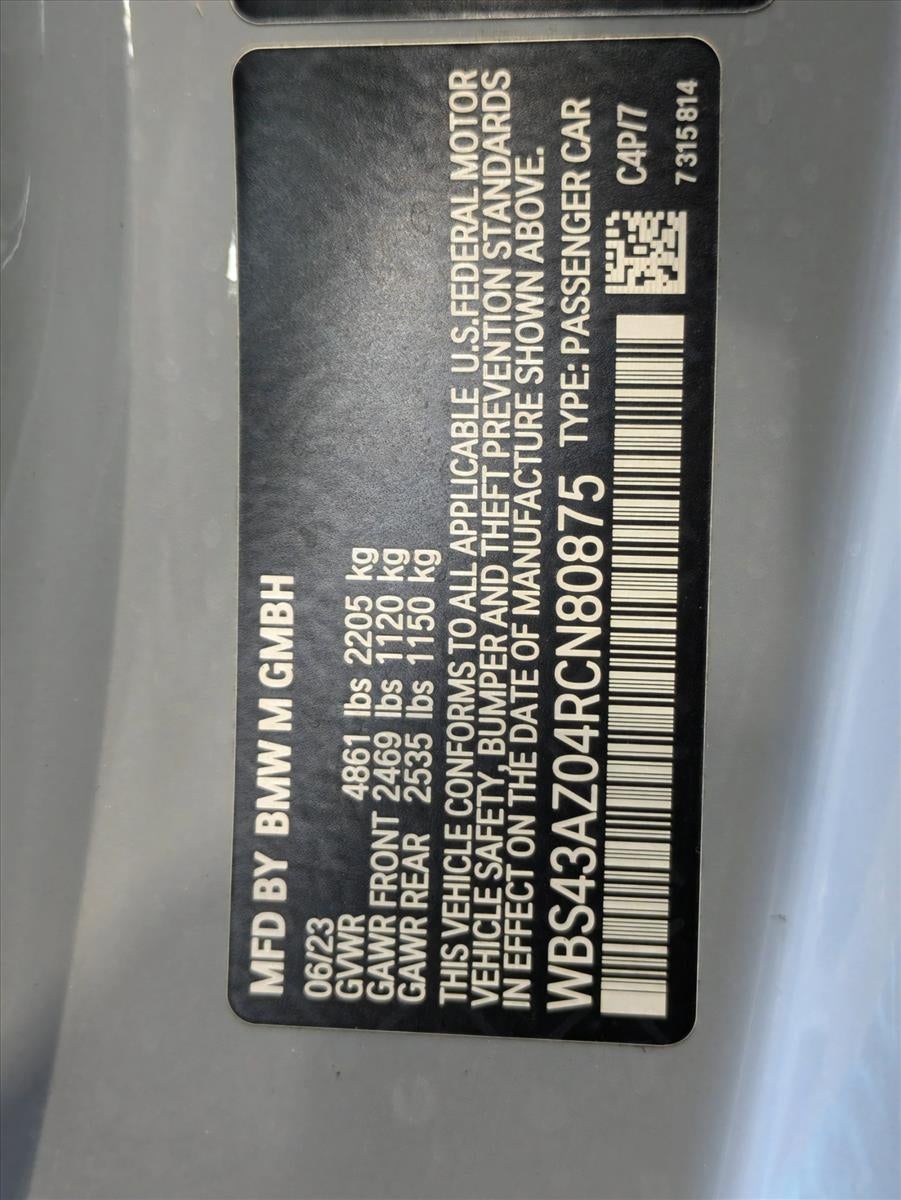 MFD BY BMW M GMBH
06/23
GVWR 4861 lbs 2205 kg
GAWR FRONT 2469 lbs 1120 kg
GAWR REAR 2535 lbs 1150 kg
THIS VEHICLE CONFORMS TO ALL APPLICABLE U.S.FEDERAL MOTOR
VEHICLE SAFETY, BUMPER AND THEFT PREVENTION STANDARDS
IN EFFECT ON THE DATE OF MANUFACTURE SHOWN ABOVE.
WBS43AZ04RCN80875 TYPE: PASSENGER CAR
C4P/7
7 315 814